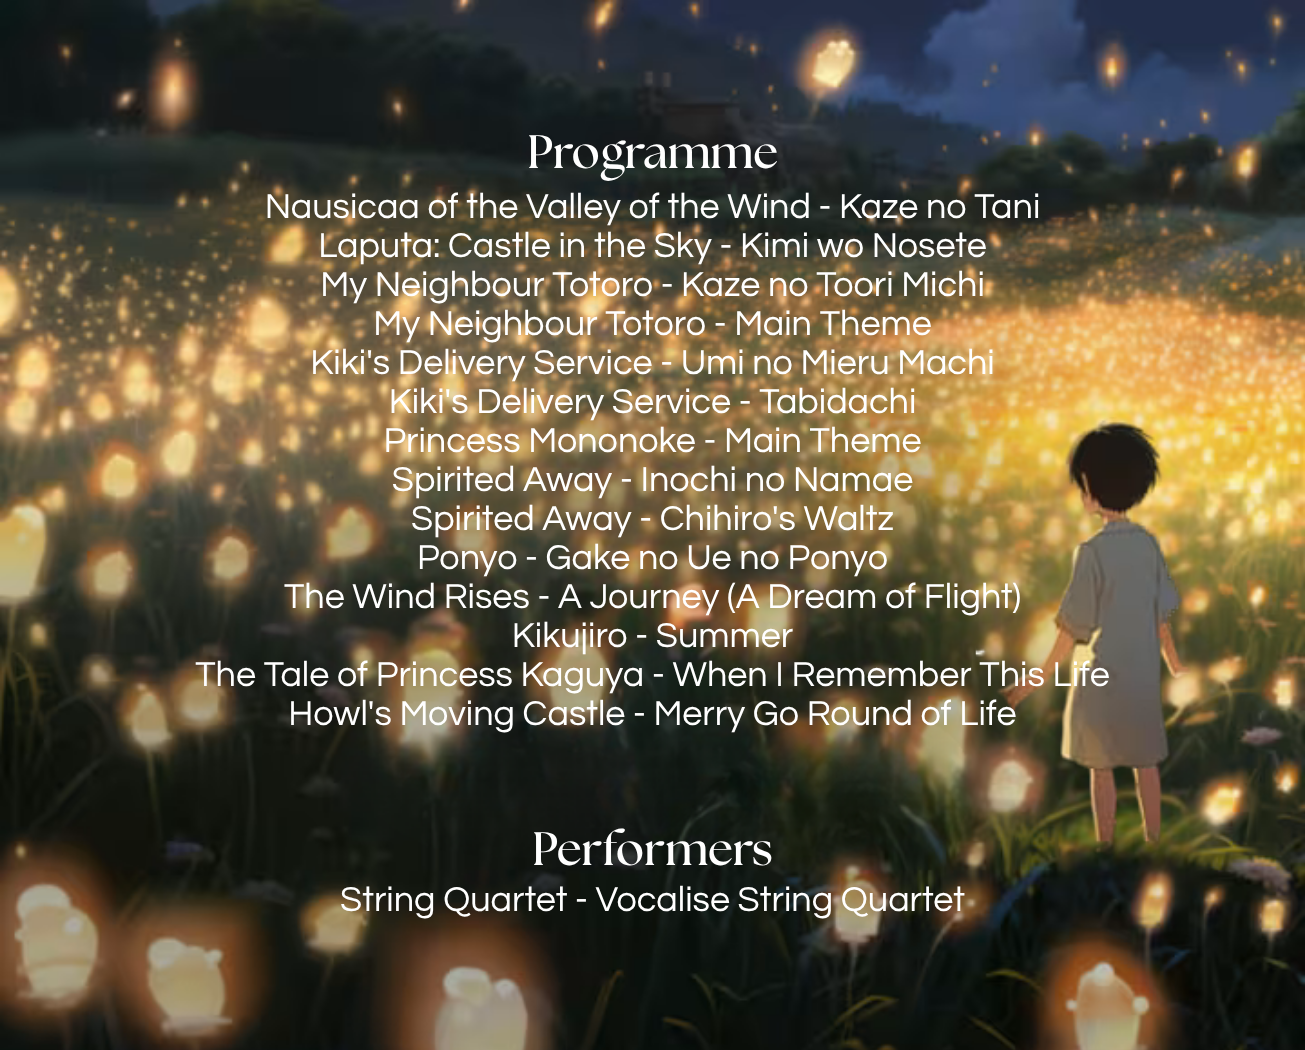 Programme
Nausicaa of the Valley of the Wind - Kaze no Tani
Laputa: Castle in the Sky - Kimi wo Nosete
My Neighbour Totoro - Kaze no Toori Michi
My Neighbour Totoro - Main Theme
Kiki's Delivery Service - Umi no Mieru Machi
Kiki's Delivery Service - Tabidachi
Princess Mononoke - Main Theme
Spirited Away - Inochi no Namae
Spirited Away - Chihiro's Waltz
Ponyo - Gake no Ue no Ponyo
The Wind Rises - A Journey (A Dream of Flight)
Kikujiro - Summer
The Tale of Princess Kaguya - When I Remember This Life
Howl's Moving Castle - Merry Go Round of Life
Performers
String Quartet - Vocalise String Quartet